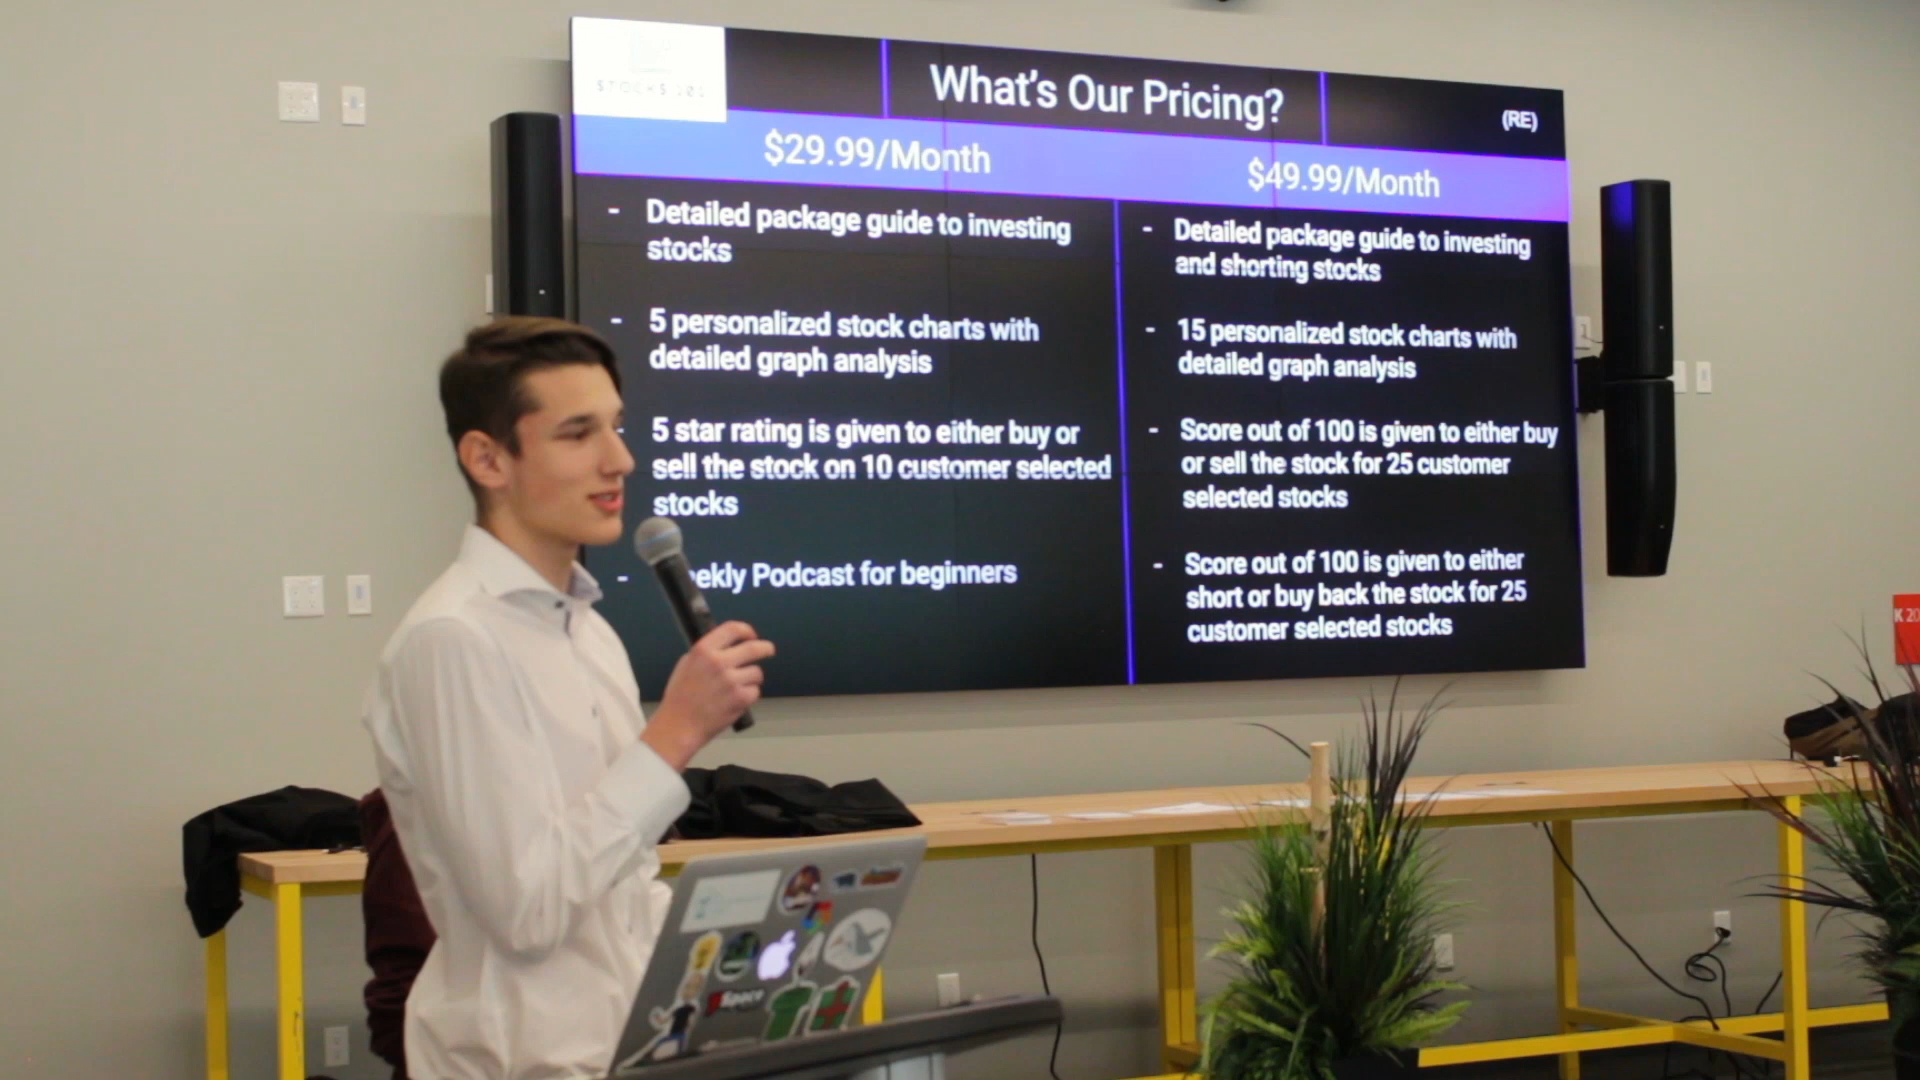 STOCKS 101
What's Our Pricing?
(RE)
$29.99/Month
$49.99/Month
- Detailed package guide to investing
stocks
- 5 personalized stock charts with
detailed graph analysis
- 5 star rating is given to either buy or
sell the stock on 10 customer selected
stocks
- ekly Podcast for beginners
- Detailed package guide to investing
and shorting stocks
- 15 personalized stock charts with
detailed graph analysis
- Score out of 100 is given to either buy
or sell the stock for 25 customer
selected stocks
- Score out of 100 is given to either
short or buy back the stock for 25
customer selected stocks
K 20